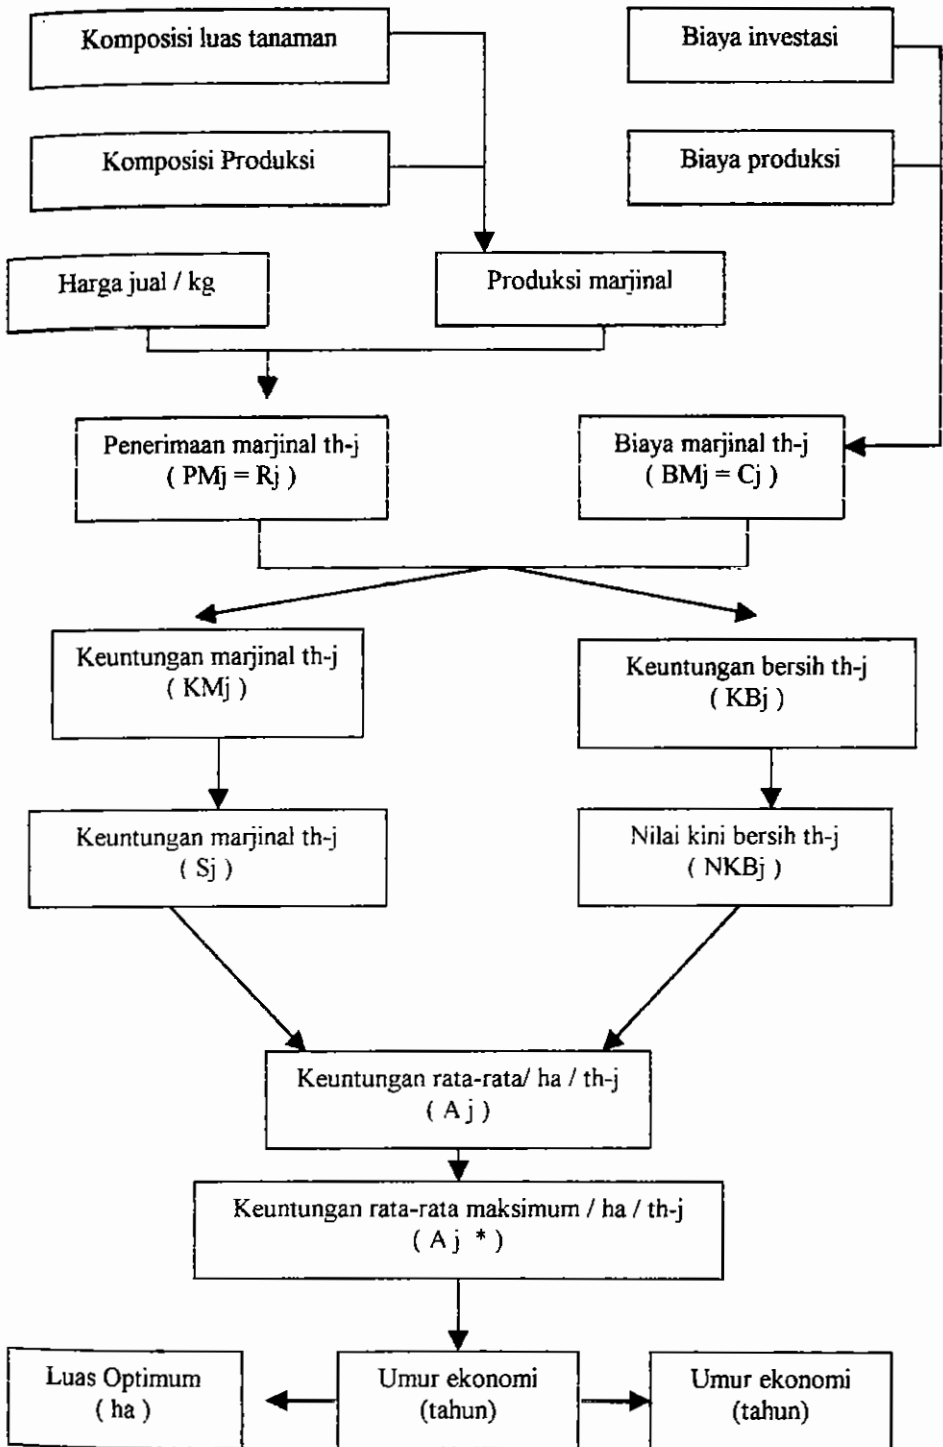 Komposisi luas tanaman
Biaya investasi
Komposisi Produksi
Biaya produksi
Harga jual / kg
Produksi marjinal
Penerimaan marjinal th-j
( PMj = Rj )
Biaya marjinal th-j
( BMj = Cj )
Keuntungan marjinal th-j
( KMj )
Keuntungan bersih th-j
( KBj )
Keuntungan marjinal th-j
( Sj )
Nilai kini bersih th-j
( NKBj )
Keuntungan rata-rata/ ha / th-j
( A j )
Keuntungan rata-rata maksimum / ha / th-j
( A j * )
Luas Optimum
( ha )
Umur ekonomi
(tahun)
Umur ekonomi
(tahun)